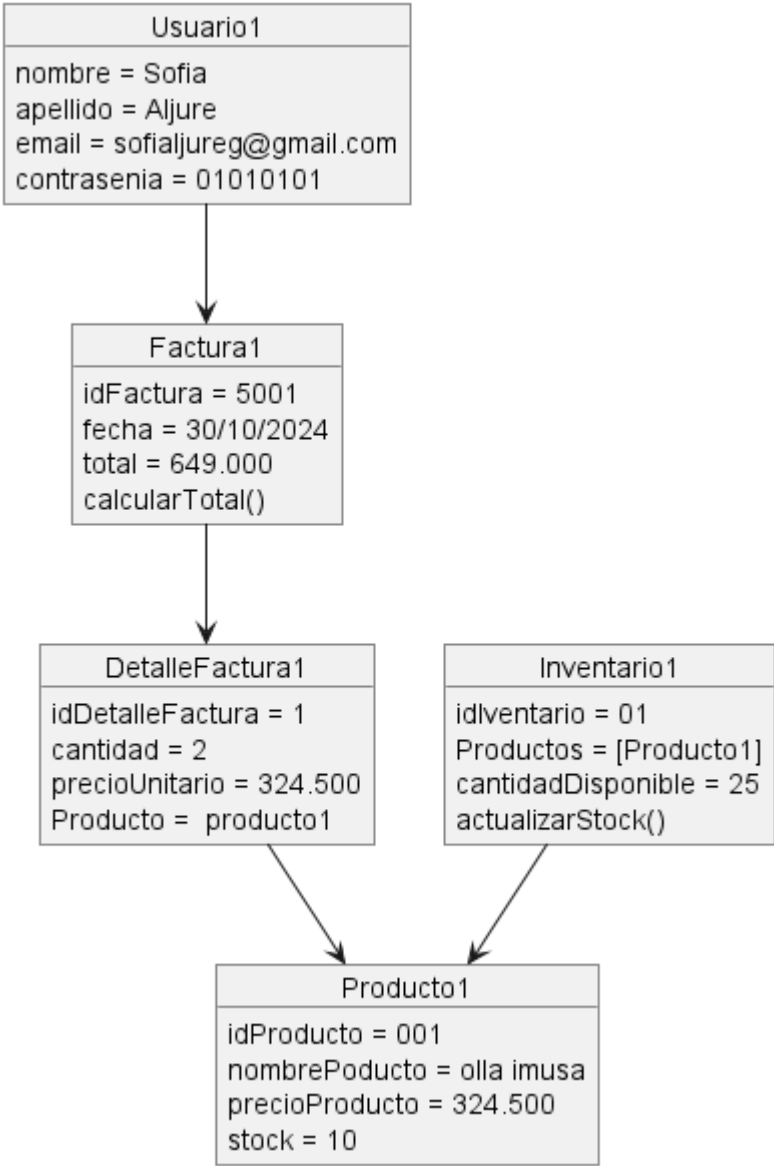 Usuario1
nombre = Sofia
apellido = Aljure
email = sofialjureg@gmail.com
contrasenia = 01010101
Factura1
idFactura = 5001
fecha = 30/10/2024
total = 649.000
calcularTotal()
DetalleFactura1
idDetalleFactura = 1
cantidad = 2
precioUnitario = 324.500
Producto =  producto1
Inventario1
idIventario = 01
Productos = [Producto1]
cantidadDisponible = 25
actualizarStock()
Producto1
idProducto = 001
nombrePoducto = olla imusa
precioProducto = 324.500
stock = 10